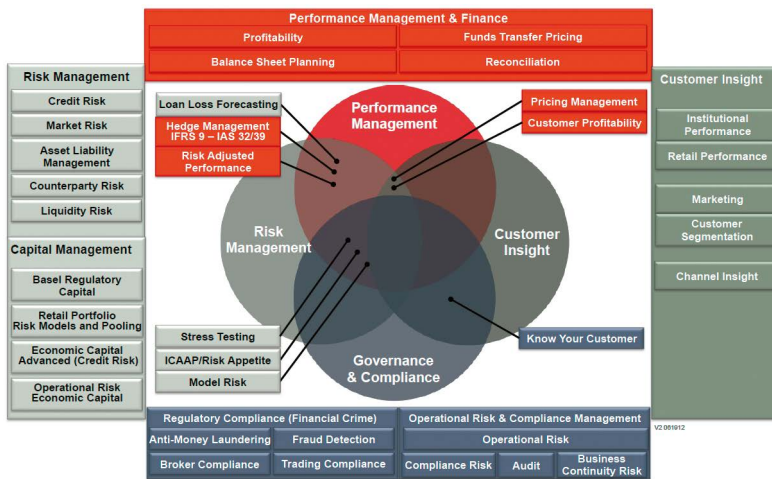 Performance Management & Finance
Profitability
Funds Transfer Pricing
Balance Sheet Planning
Reconciliation
Risk Management
Credit Risk
Market Risk
Asset Liability
Management
Counterparty Risk
Liquidity Risk
Capital Management
Basel Regulatory
Capital
Retail Portfolio
Risk Models and Pooling
Economic Capital
Advanced (Credit Risk)
Operational Risk
Economic Capital
Loan Loss Forecasting
Hedge Management
IFRS 9 – IAS 32/39
Risk Adjusted
Performance
Performance
Management
Pricing Management
Customer Profitability
Risk
Management
Customer
Insight
Stress Testing
ICAAP/Risk Appetite
Model Risk
Governance
& Compliance
Know Your Customer
Customer Insight
Institutional
Performance
Retail Performance
Marketing
Customer
Segmentation
Channel Insight
Regulatory Compliance (Financial Crime)
Anti-Money Laundering
Fraud Detection
Broker Compliance
Trading Compliance
Operational Risk & Compliance Management
Operational Risk
Compliance Risk
Audit
Business
Continuity Risk
V2 061912